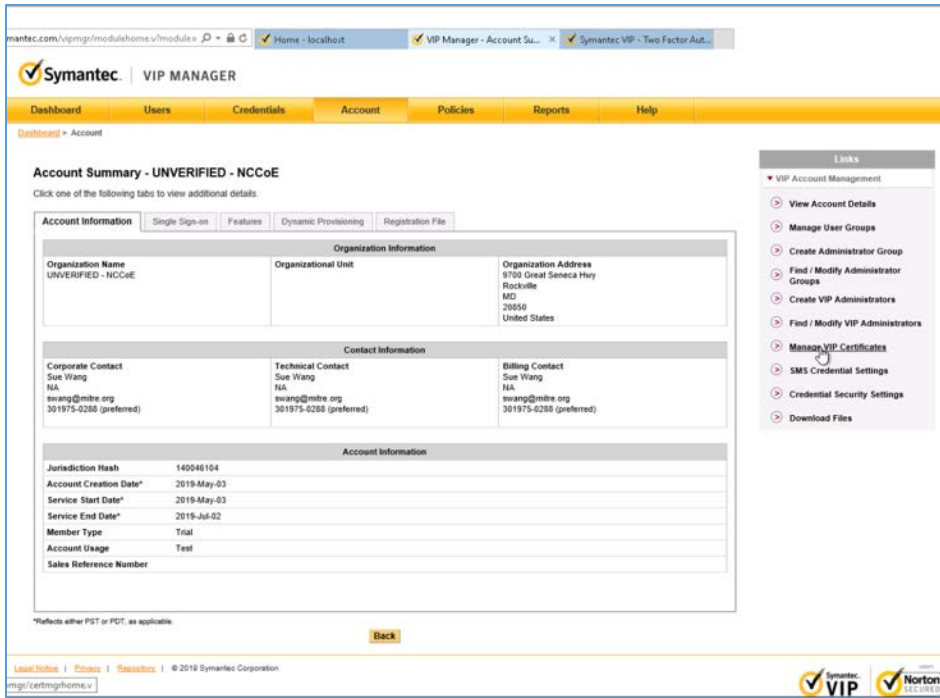 mantec.com/vipmgr/modulehome.v?module=
Home - localhost
VIP Manager - Account Su...
Symantec VIP - Two Factor Aut...
Symantec. VIP MANAGER
Dashboard Users Credentials Account Policies Reports Help
Dashboard > Account
Account Summary - UNVERIFIED - NCCoE
Click one of the following tabs to view additional details.
Account Information Single Sign-on Features Dynamic Provisioning Registration File
Organization Information
Organization Name
UNVERIFIED - NCCoE
Organizational Unit
Organization Address
9700 Great Seneca Hwy
Rockville
MD
20850
United States
Contact Information
Corporate Contact
Sue Wang
NA
swang@mitre.org
301975-0288 (preferred)
Technical Contact
Sue Wang
NA
swang@mitre.org
301975-0288 (preferred)
Billing Contact
Sue Wang
NA
swang@mitre.org
301975-0288 (preferred)
Account Information
Jurisdiction Hash 140046104
Account Creation Date* 2019-May-03
Service Start Date* 2019-May-03
Service End Date* 2019-Jul-02
Member Type Trial
Account Usage Test
Sales Reference Number
*Reflects either PST or PDT, as applicable.
Back
Links
VIP Account Management
View Account Details
Manage User Groups
Create Administrator Group
Find / Modify Administrator
Groups
Create VIP Administrators
Find / Modify VIP Administrators
Manage VIP Certificates
SMS Credential Settings
Credential Security Settings
Download Files
Legal Notice | Privacy | Repository | © 2019 Symantec Corporation
mgr/certmgrhome.v
Symantec.
VIP
Norton
SECURED